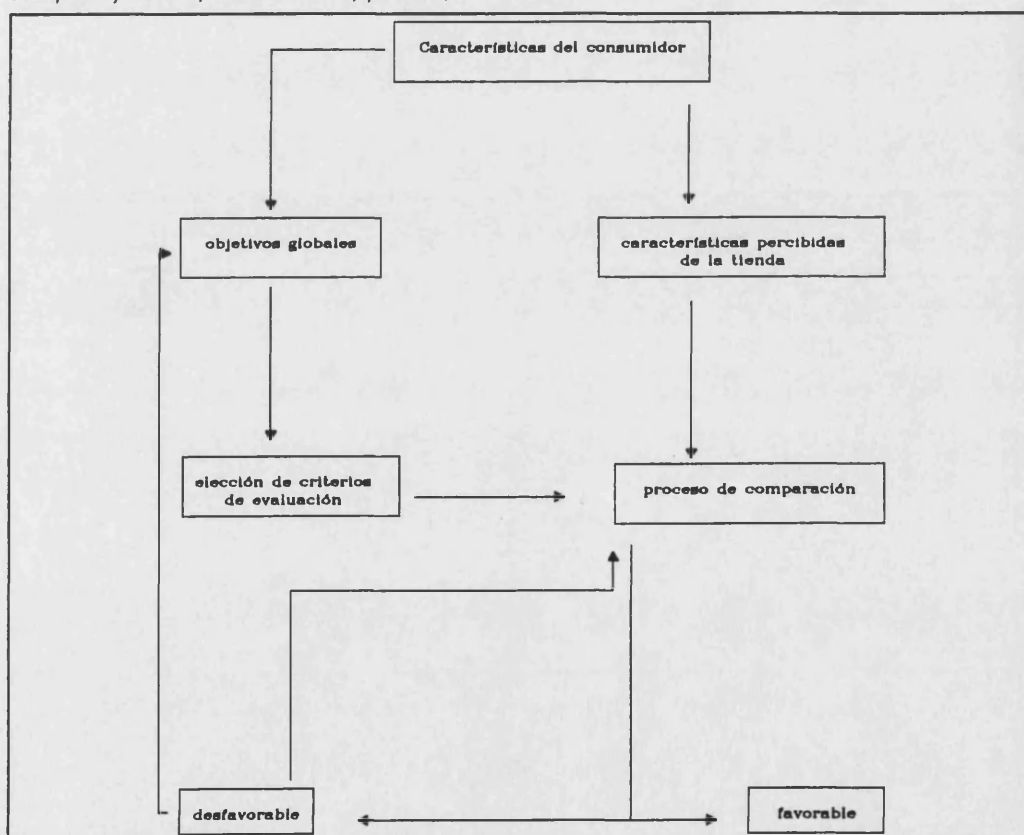 Características del consumidor
objetivos globales
características percibidas
de la tienda
elección de criterios
de evaluación
proceso de comparación
desfavorable
favorable